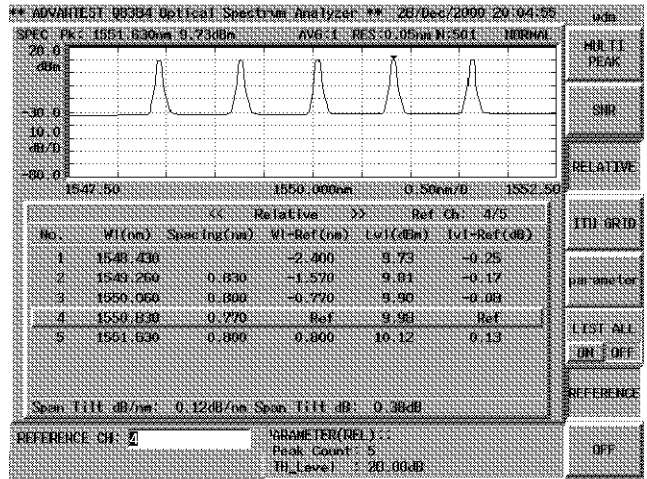 ** ADVANTEST Q8384 Optical Spectrum Analyzer ** 28/Dec/2000 20:04:55
wdm
SPEC Pk: 1551.630nm 9.73dBm AVG:1 RES:0.05nm N:501 NORMAL
20.0
dBm
-30.0
10.0
dB/D
-80.0
1547.50 1550.000nm 0.50nm/D 1552.50
MULTI PEAK
SNR
RELATIVE
ITU GRID
parameter
LIST ALL
ON OFF
REFERENCE
OFF
<< Relative >> Ref Ch: 4/5
No. Wl(nm) Spacing(nm) Wl-Ref(nm) Lvl(dBm) lvl-Ref(dB)
1 1548.430 -2.400 9.73 -0.25
2 1549.260 0.830 -1.570 9.81 -0.17
3 1550.060 0.800 -0.770 9.90 -0.08
4 1550.830 0.770 Ref 9.98 Ref
5 1551.630 0.800 0.800 10.12 0.13
Span Tilt dB/nm: 0.12dB/nm Span Tilt dB: 0.38dB
REFERENCE CH: 4
PARAMETER(REL)::
Peak Count: 5
TH_Level : 20.00dB